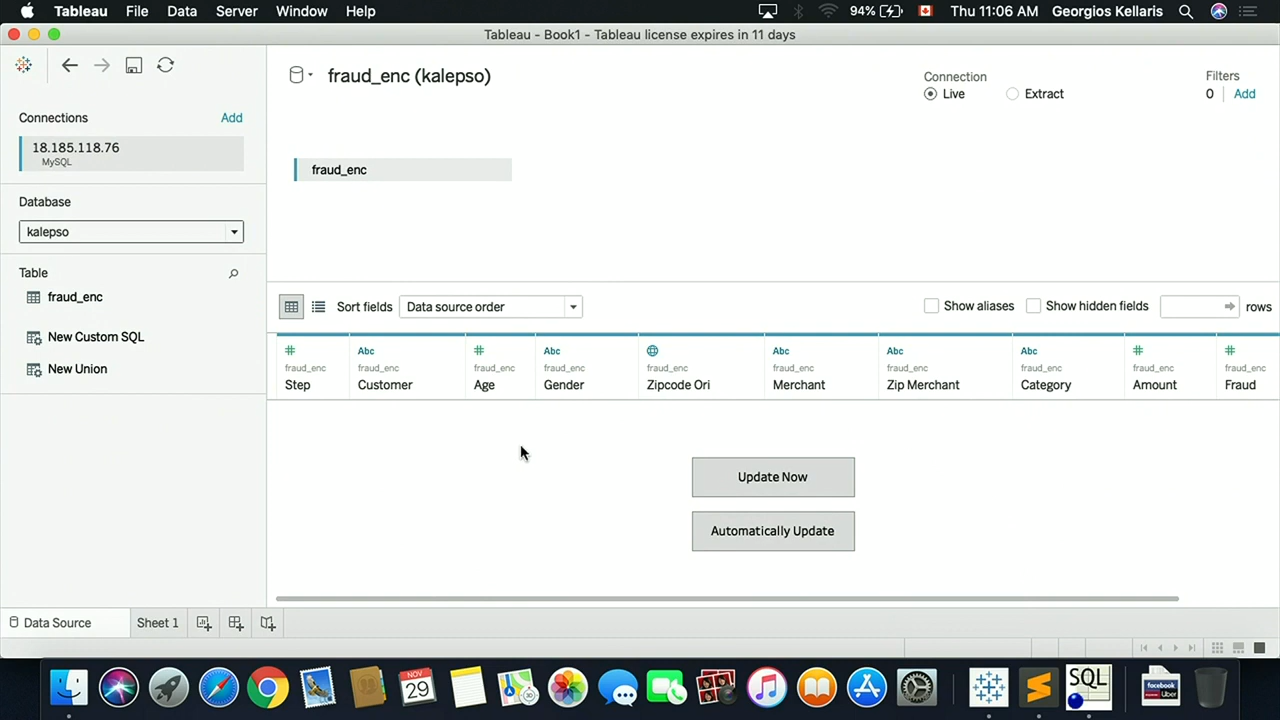 Tableau File Data Server Window Help 94% Thu 11:06 AM Georgios Kellaris
Tableau - Book1 - Tableau license expires in 11 days
fraud_enc (kalepso)
Connection
Live Extract
Filters
0 Add
Connections Add
18.185.118.76
MySQL
Database
kalepso
Table
fraud_enc
New Custom SQL
New Union
fraud_enc
Sort fields Data source order Show aliases Show hidden fields rows
# Abc # Abc Abc Abc Abc # #
fraud_enc fraud_enc fraud_enc fraud_enc fraud_enc fraud_enc fraud_enc fraud_enc fraud_enc fraud_enc
Step Customer Age Gender Zipcode Ori Merchant Zip Merchant Category Amount Fraud
Update Now
Automatically Update
Data Source Sheet 1
NOV
29
SQL
facebook
Uber